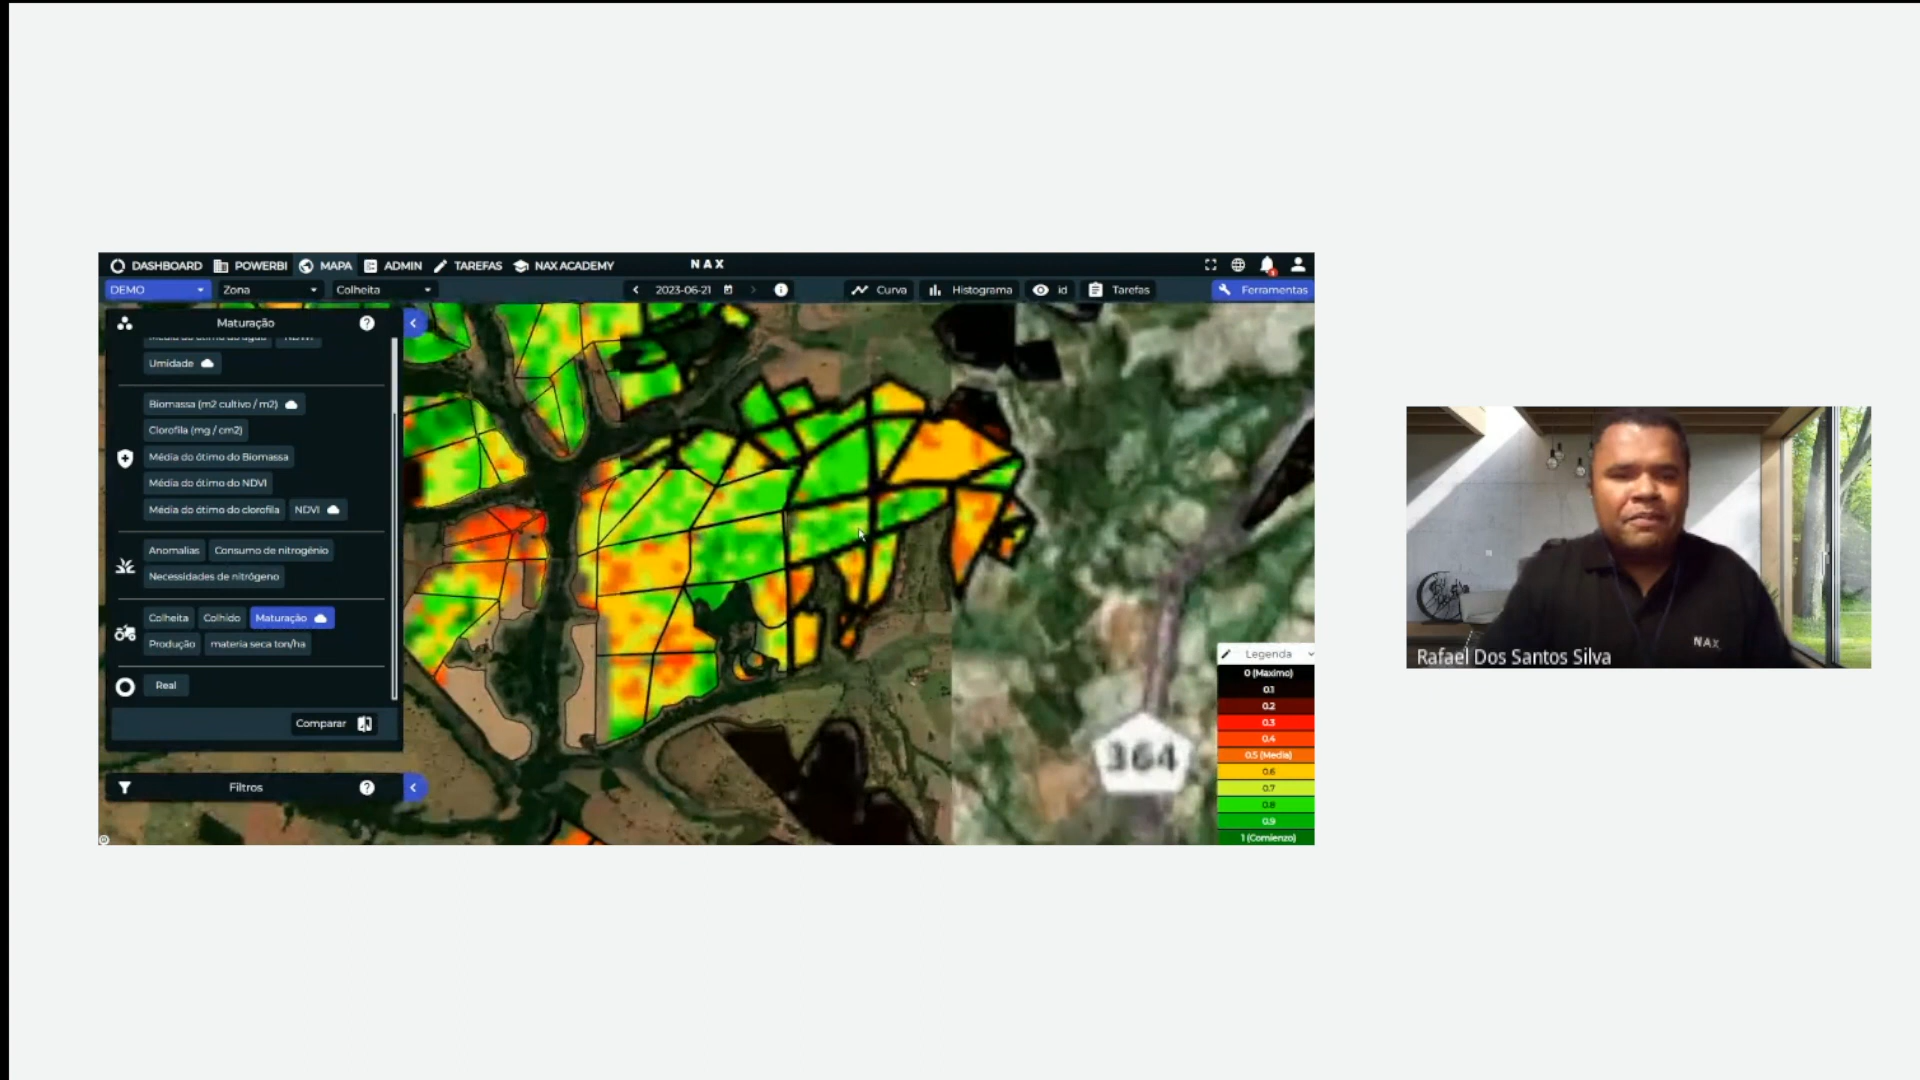 DASHBOARD POWERBI MAPA ADMIN TAREFAS NAX ACADEMY NAX
DEMO Zona Colheita 2023-06-21 Curva Histograma id Tarefas Ferramentas
Maturação
Umidade
Biomassa (m2 cultivo / m2)
Clorofila (mg / cm2)
Média do ótimo do Biomassa
Média do ótimo do NDVI
Média do ótimo do clorofila NDVI
Anomalias Consumo de nitrogênio
Necessidades de nitrógeno
Colheita Colhido Maturação
Produção materia seca ton/ha
Real
Comparar
Filtros
364
Legenda
0 (Maximo)
0.1
0.2
0.3
0.4
0.5 (Media)
0.6
0.7
0.8
0.9
1 (Comienzo)
NAX
Rafael Dos Santos Silva